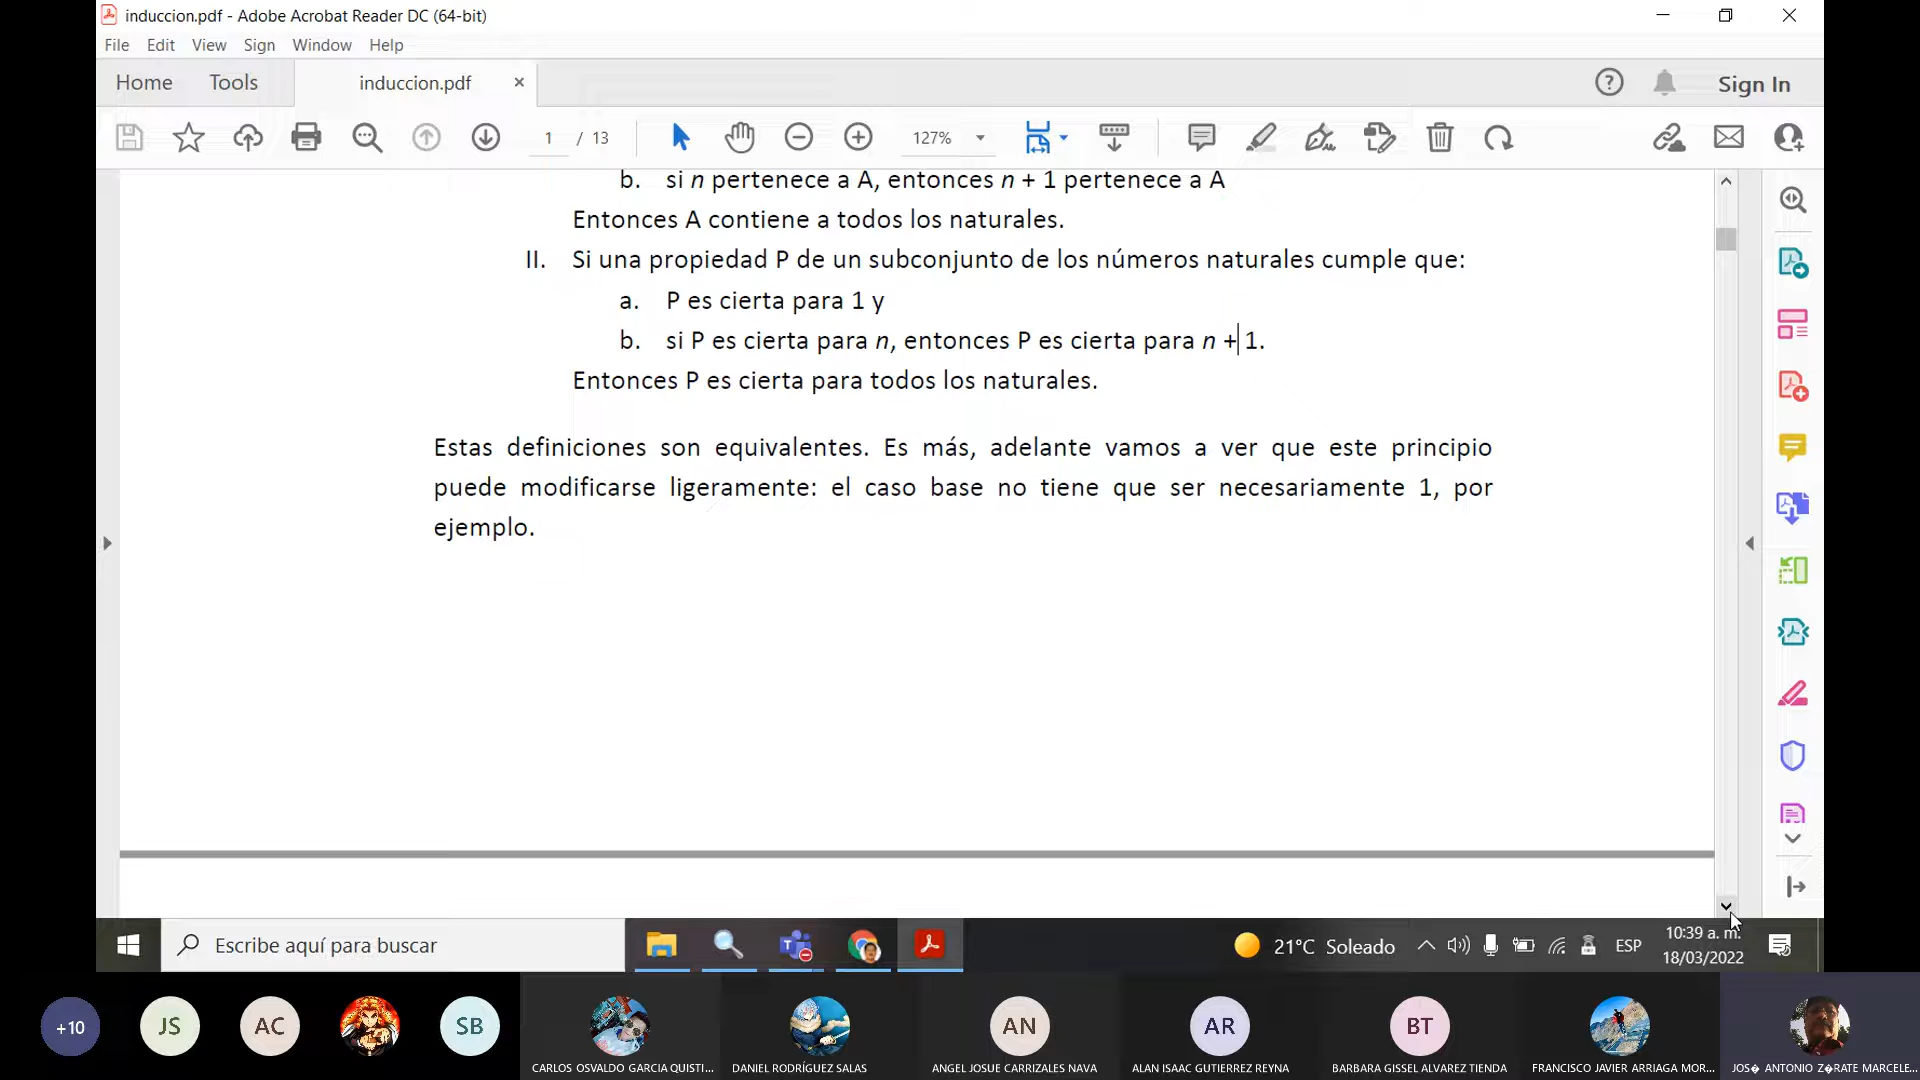 induccion.pdf - Adobe Acrobat Reader DC (64-bit)
File Edit View Sign Window Help
Home Tools induccion.pdf × Sign In
1 / 13 127%
b. si n pertenece a A, entonces n + 1 pertenece a A
Entonces A contiene a todos los naturales.
II. Si una propiedad P de un subconjunto de los números naturales cumple que:
a. P es cierta para 1 y
b. si P es cierta para n, entonces P es cierta para n + 1.
Entonces P es cierta para todos los naturales.
Estas definiciones son equivalentes. Es más, adelante vamos a ver que este principio
puede modificarse ligeramente: el caso base no tiene que ser necesariamente 1, por
ejemplo.
Escribe aquí para buscar
21°C Soleado
ESP
10:39 a. m.
18/03/2022
+10 JS AC SB AN AR BT
CARLOS OSVALDO GARCIA QUISTI... DANIEL RODRÍGUEZ SALAS ANGEL JOSUE CARRIZALES NAVA ALAN ISAAC GUTIERREZ REYNA BARBARA GISSEL ALVAREZ TIENDA FRANCISCO JAVIER ARRIAGA MOR... JOS� ANTONIO Z�RATE MARCELE...